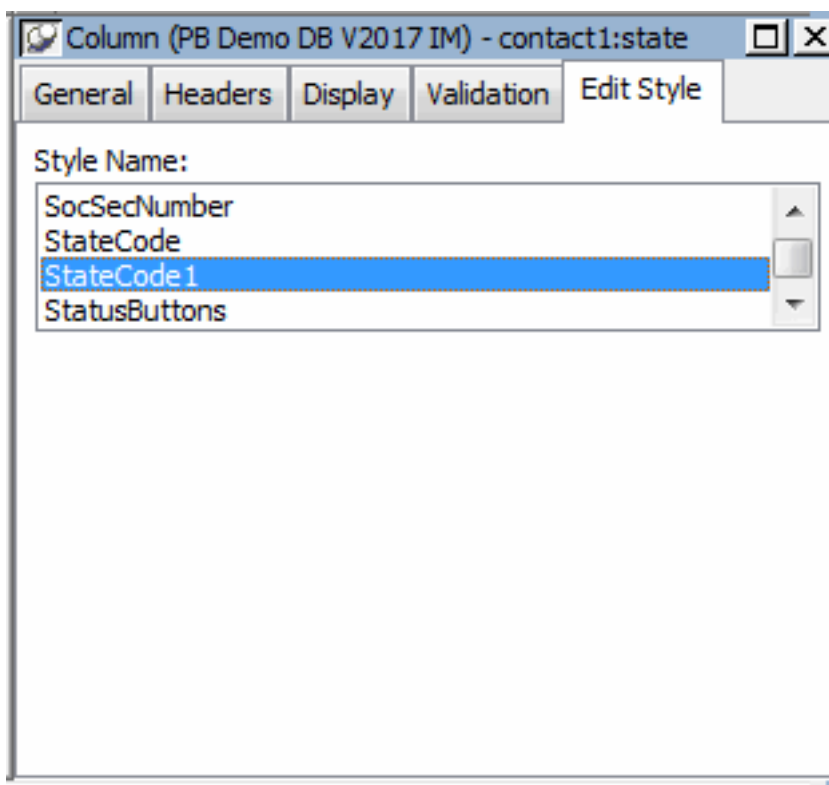 Column (PB Demo DB V2017 IM) - contact1:state
General Headers Display Validation Edit Style
Style Name:
SocSecNumber
StateCode
StateCode1
StatusButtons